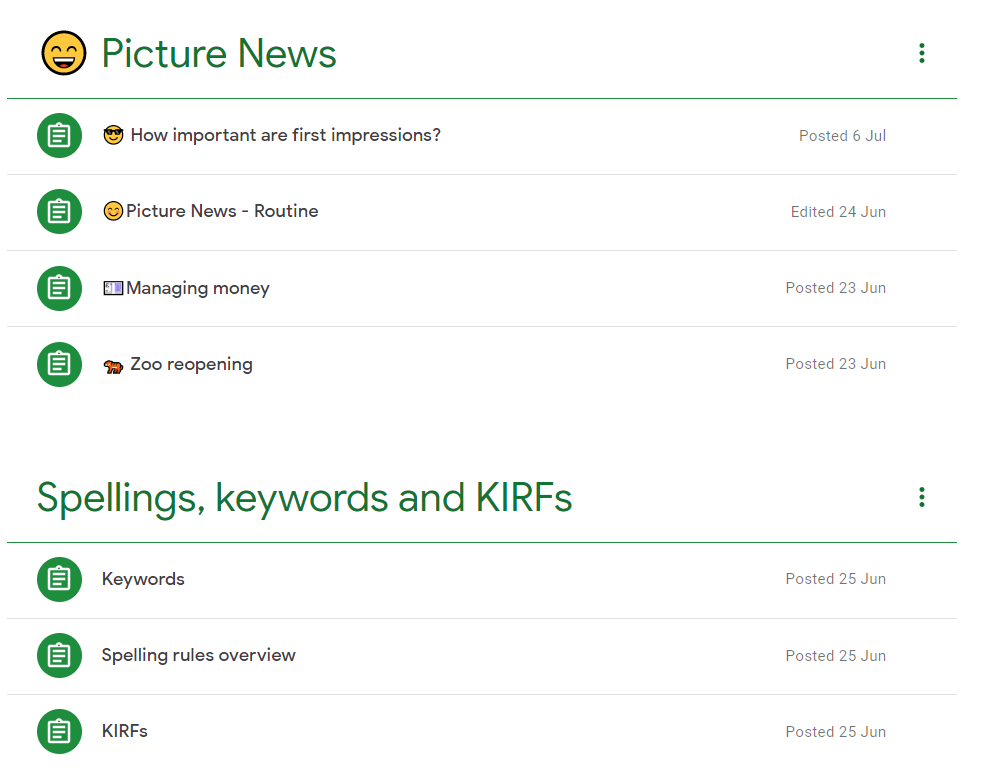 😄 Picture News
😎 How important are first impressions?
Posted 6 Jul
😊Picture News - Routine
Edited 24 Jun
💷Managing money
Posted 23 Jun
🐅 Zoo reopening
Posted 23 Jun
Spellings, keywords and KIRFs
Keywords
Posted 25 Jun
Spelling rules overview
Posted 25 Jun
KIRFs
Posted 25 Jun